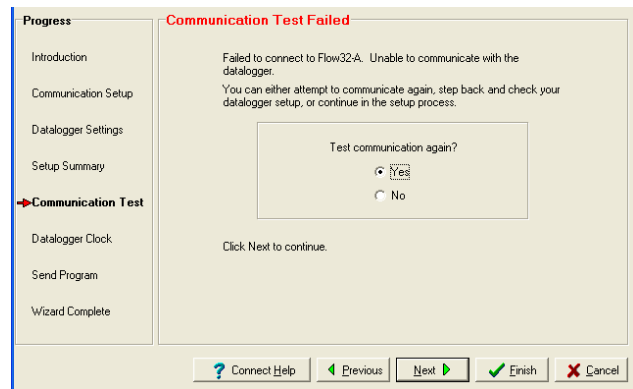 Progress
Introduction
Communication Setup
Datalogger Settings
Setup Summary
Communication Test
Datalogger Clock
Send Program
Wizard Complete
Communication Test Failed
Failed to connect to Flow32-A. Unable to communicate with the
datalogger.
You can either attempt to communicate again, step back and check your
datalogger setup, or continue in the setup process.
Test communication again?
Yes
No
Click Next to continue.
? Connect Help
Previous
Next
Finish
Cancel